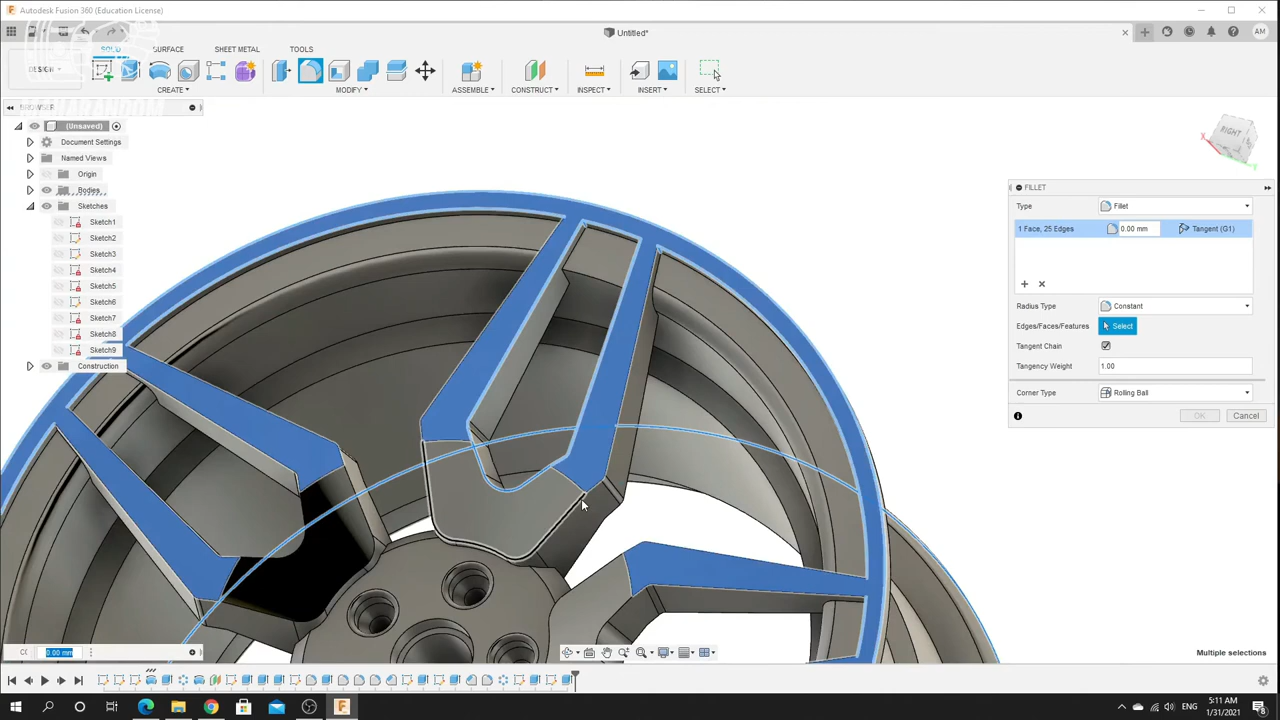 Autodesk Fusion 360 (Education License)
Untitled*
AM
SOLID SURFACE SHEET METAL TOOLS
DESIGN
CREATE MODIFY ASSEMBLE CONSTRUCT INSPECT INSERT SELECT
BROWSER
(Unsaved)
Document Settings
Named Views
Origin
Bodies
Sketches
Sketch1
Sketch2
Sketch3
Sketch4
Sketch5
Sketch6
Sketch7
Sketch8
Sketch9
Construction
RIGHT
X
Y
FILLET
Type Fillet
1 Face, 25 Edges 0.00 mm Tangent (G1)
Radius Type Constant
Edges/Faces/Features Select
Tangent Chain
Tangency Weight 1.00
Corner Type Rolling Ball
OK Cancel
0.00 mm
Multiple selections
ENG
5:11 AM
1/31/2021